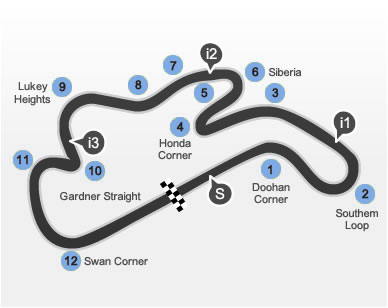 i2
7
6 Siberia
9
8
5
3
Lukey
Heights
i1
4
i3
Honda
Corner
11
10
1
Gardner Straight
S
Doohan
Corner
2
Southern
Loop
12 Swan Corner